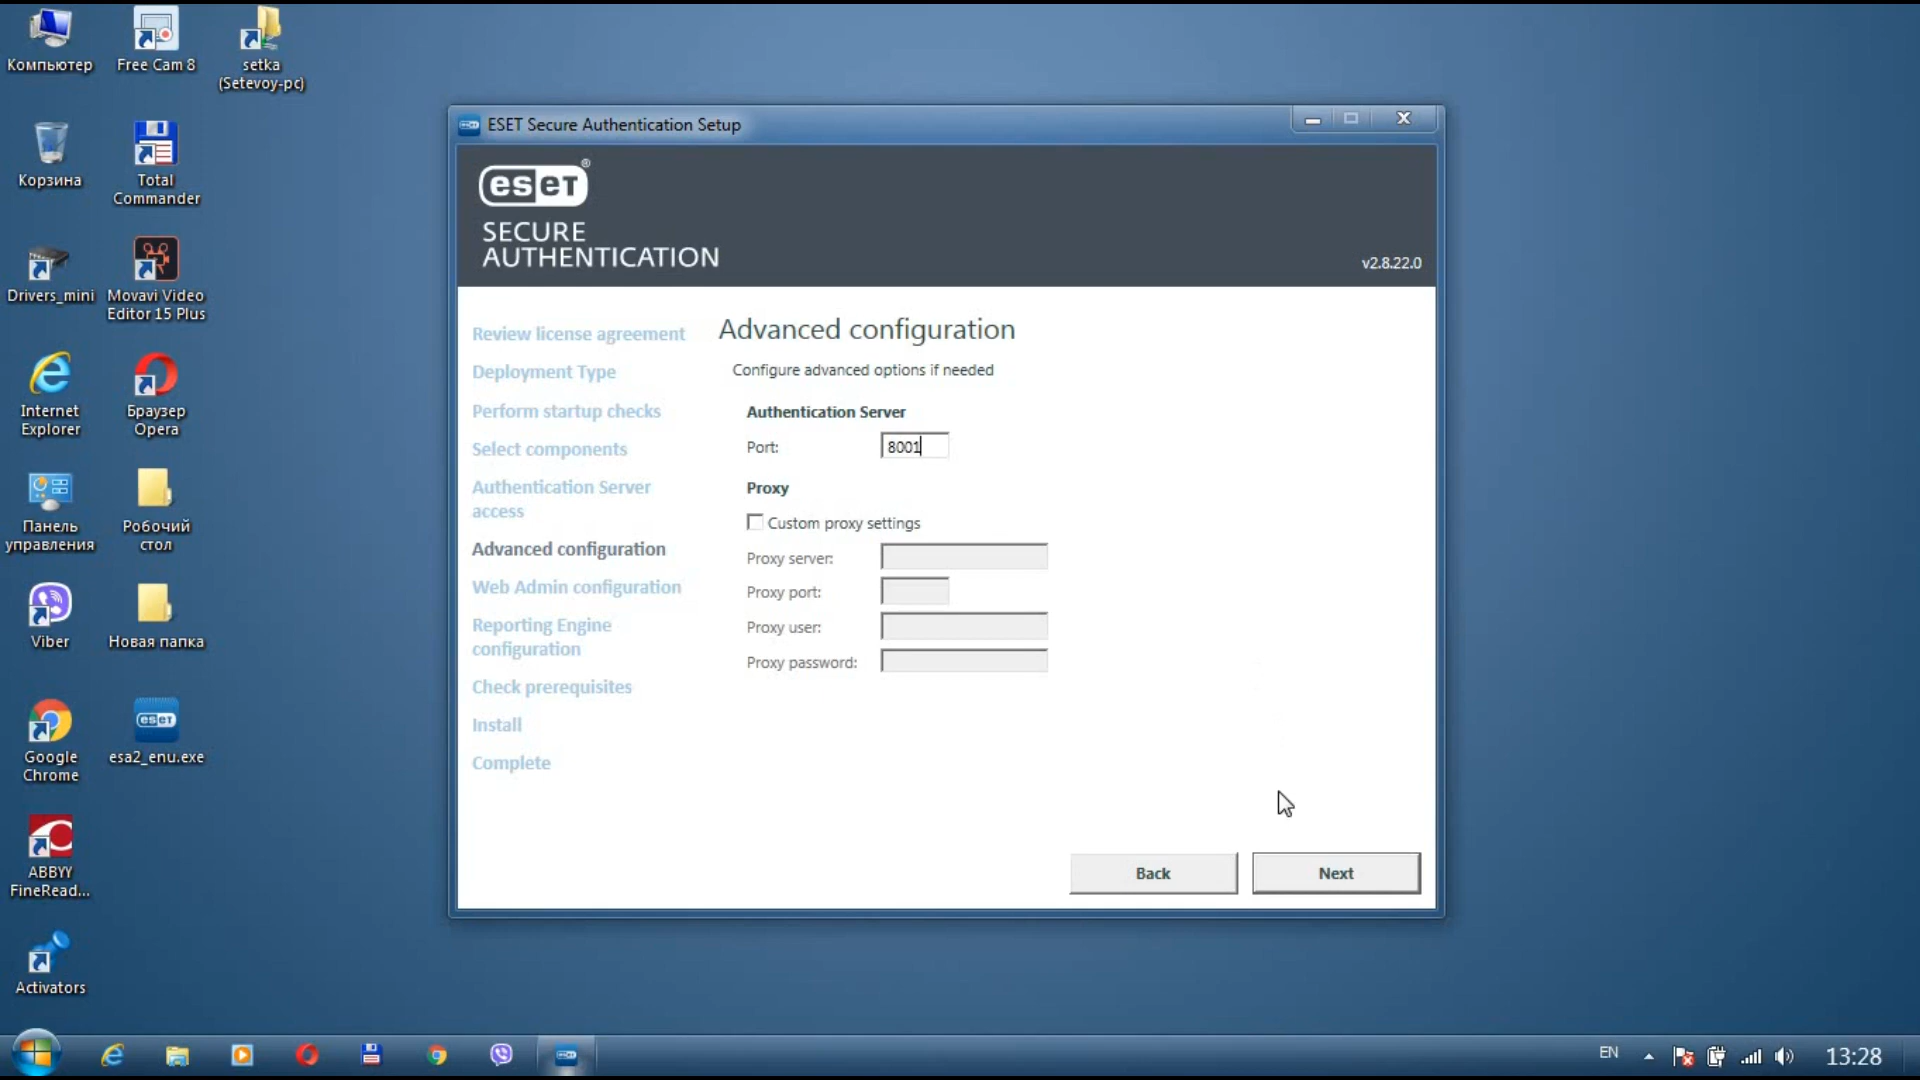 Компьютер
Free Cam 8
setka
(Setevoy-pc)
Корзина
Total
Commander
Drivers_mini
Movavi Video
Editor 15 Plus
Internet
Explorer
Браузер
Opera
Панель
управления
Робочий
стол
Viber
Новая папка
Google
Chrome
eset
esa2_enu.exe
ABBYY
FineRead...
Activators
ESET Secure Authentication Setup
eset®
SECURE
AUTHENTICATION
v2.8.22.0
Review license agreement
Deployment Type
Perform startup checks
Select components
Authentication Server
access
Advanced configuration
Web Admin configuration
Reporting Engine
configuration
Check prerequisites
Install
Complete
Advanced configuration
Configure advanced options if needed
Authentication Server
Port: 8001
Proxy
Custom proxy settings
Proxy server:
Proxy port:
Proxy user:
Proxy password:
Back
Next
EN
13:28